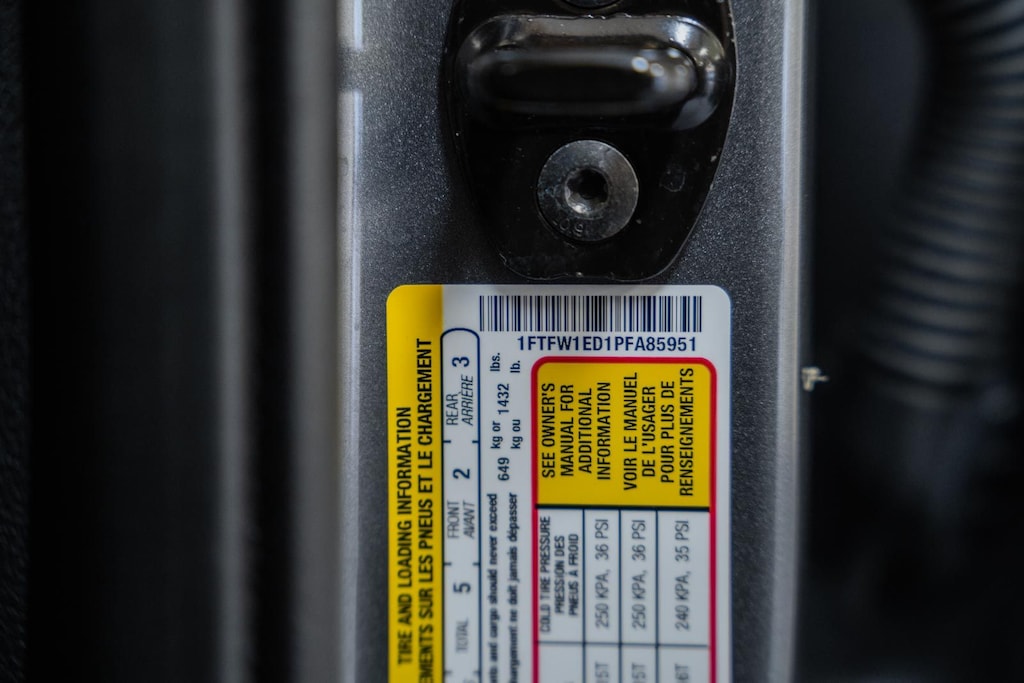 1FTFW1ED1PFA85951
TIRE AND LOADING INFORMATION
EMENTS SUR LES PNEUS ET LE CHARGEMENT
TOTAL 5 FRONT AVANT 2 REAR ARRIÈRE 3
and cargo should never exceed 649 kg or 1432 lbs.
chargement ne doit jamais dépasser kg ou lb.
SEE OWNER'S
MANUAL FOR
ADDITIONAL
INFORMATION
VOIR LE MANUEL
DE L'USAGER
POUR PLUS DE
RENSEIGNEMENTS
COLD TIRE PRESSURE
PRESSION DES
PNEUS À FROID
250 KPA, 36 PSI
250 KPA, 36 PSI
240 KPA, 35 PSI